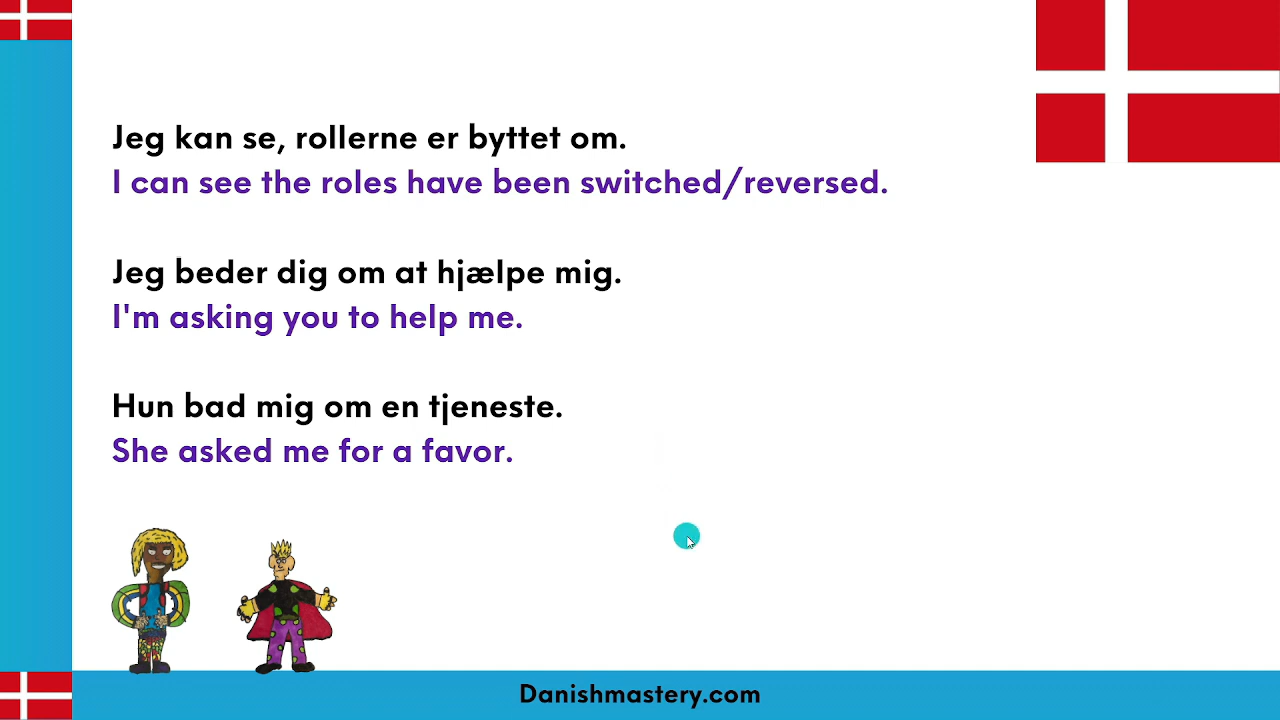 Jeg kan se, rollerne er byttet om.
I can see the roles have been switched/reversed.
Jeg beder dig om at hjælpe mig.
I'm asking you to help me.
Hun bad mig om en tjeneste.
She asked me for a favor.
Danishmastery.com